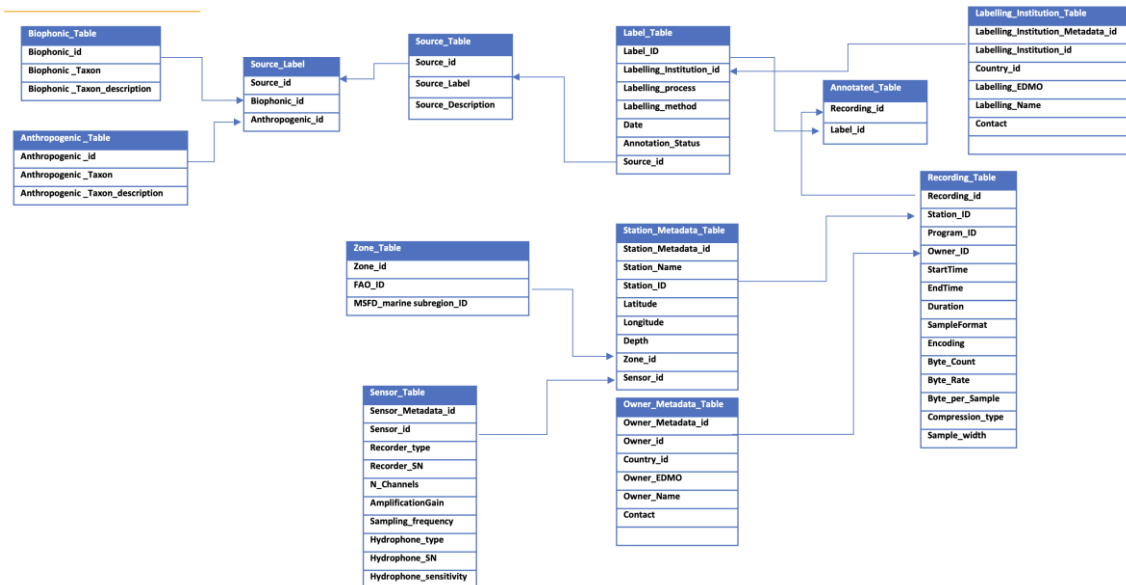 Biophonic_Table
Biophonic_id
Biophonic _Taxon
Biophonic _Taxon_description
Anthropogenic _Table
Anthropogenic _id
Anthropogenic _Taxon
Anthropogenic _Taxon_description
Source_Label
Source_id
Biophonic_id
Anthropogenic_id
Source_Table
Source_id
Source_Label
Source_Description
Label_Table
Label_ID
Labelling_Institution_id
Labelling_process
Labelling_method
Date
Annotation_Status
Source_id
Annotated_Table
Recording_id
Label_id
Labelling_Institution_Table
Labelling_Institution_Metadata_id
Labelling_Institution_id
Country_id
Labelling_EDMO
Labelling_Name
Contact
Zone_Table
Zone_id
FAO_ID
MSFD_marine subregion_ID
Station_Metadata_Table
Station_Metadata_id
Station_Name
Station_ID
Latitude
Longitude
Depth
Zone_id
Sensor_id
Recording_Table
Recording_id
Station_ID
Program_ID
Owner_ID
StartTime
EndTime
Duration
SampleFormat
Encoding
Byte_Count
Byte_Rate
Byte_per_Sample
Compression_type
Sample_width
Sensor_Table
Sensor_Metadata_id
Sensor_id
Recorder_type
Recorder_SN
N_Channels
AmplificationGain
Sampling_frequency
Hydrophone_type
Hydrophone_SN
Hydrophone_sensitivity
Owner_Metadata_Table
Owner_Metadata_id
Owner_id
Country_id
Owner_EDMO
Owner_Name
Contact